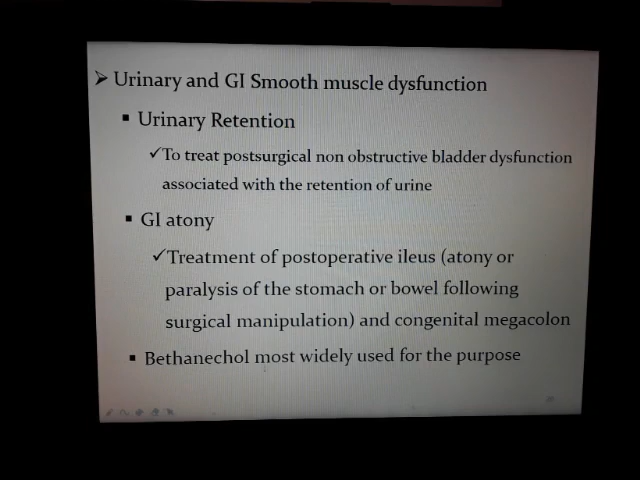 ➢ Urinary and GI Smooth muscle dysfunction
▪ Urinary Retention
✓To treat postsurgical non obstructive bladder dysfunction
associated with the retention of urine
▪ GI atony
✓Treatment of postoperative ileus (atony or
paralysis of the stomach or bowel following
surgical manipulation) and congenital megacolon
▪ Bethanechol most widely used for the purpose